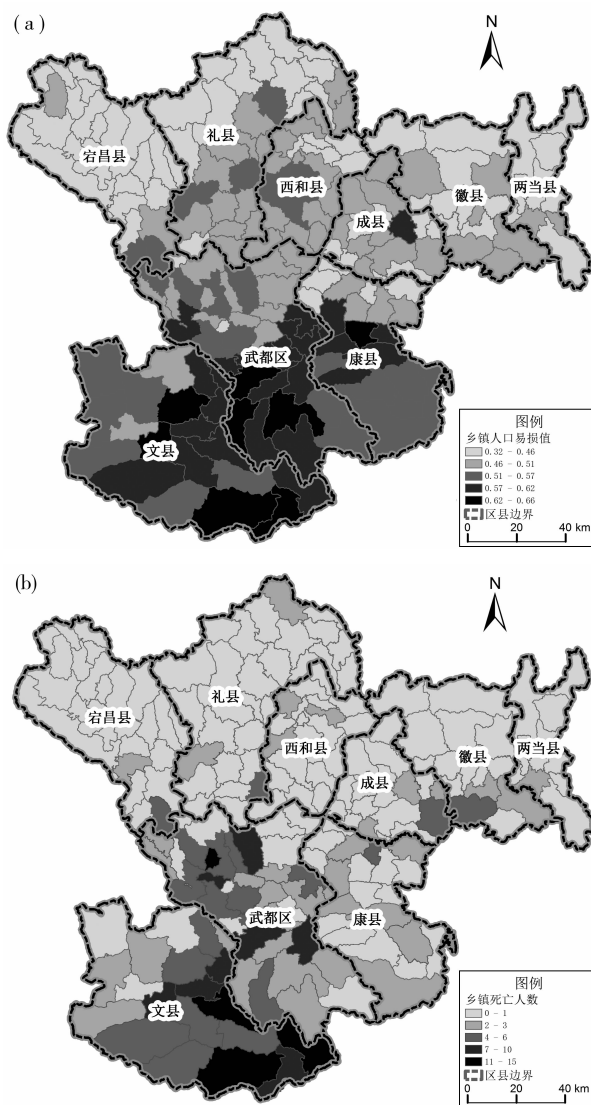 (a)
N
礼县
宕昌县
西和县
徽县
两当县
成县
武都区
康县
文县
图例
乡镇人口易损值
0.32 - 0.46
0.46 - 0.51
0.51 - 0.57
0.57 - 0.62
0.62 - 0.66
区县边界
0 20 40 km
(b)
N
礼县
宕昌县
西和县
徽县
两当县
成县
武都区
康县
文县
图例
乡镇死亡人数
0 - 1
2 - 3
4 - 6
7 - 10
11 - 15
区县边界
0 20 40 km